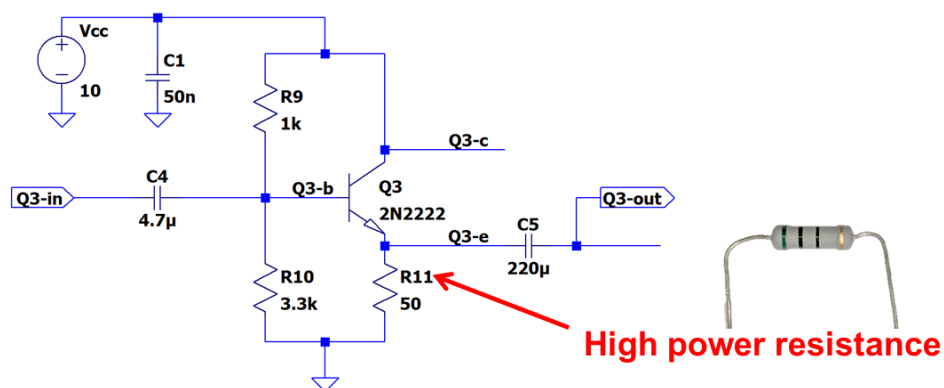 Vcc
10
C1
50n
R9
1k
Q3-c
C4
Q3-in
4.7µ
Q3-b
Q3
2N2222
Q3-out
Q3-e
C5
220µ
R10
3.3k
R11
50
High power resistance